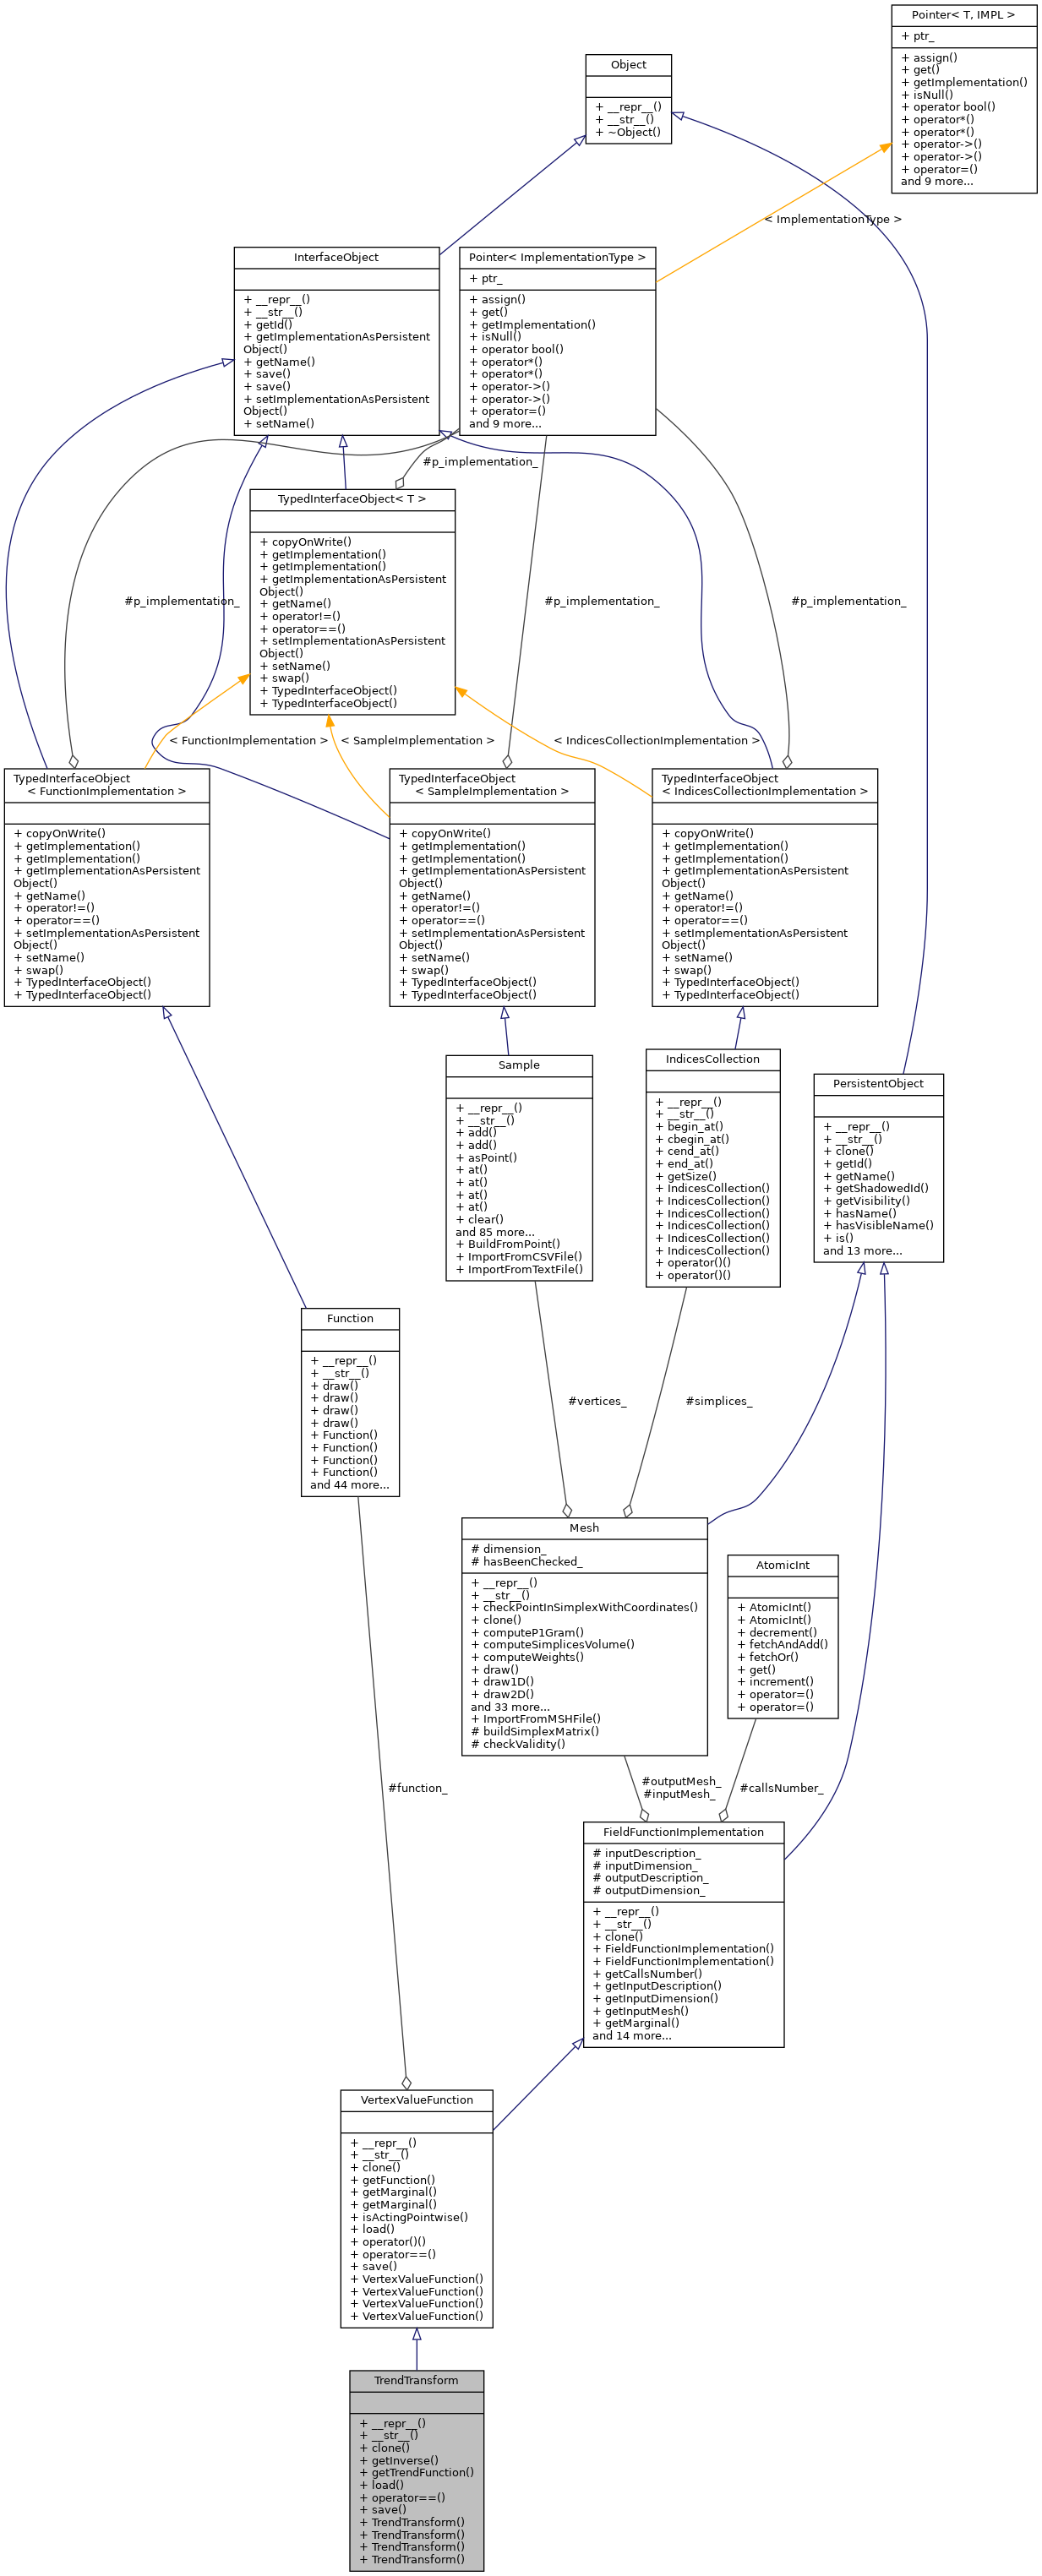 Pointer< T, IMPL >
+ ptr_
+ assign()
+ get()
+ getImplementation()
+ isNull()
+ operator bool()
+ operator*()
+ operator*()
+ operator->()
+ operator->()
+ operator=()
and 9 more...
Object
+ __repr__()
+ __str__()
+ ~Object()
< ImplementationType >
InterfaceObject
+ __repr__()
+ __str__()
+ getId()
+ getImplementationAsPersistent
Object()
+ getName()
+ save()
+ save()
+ setImplementationAsPersistent
Object()
+ setName()
Pointer< ImplementationType >
+ ptr_
+ assign()
+ get()
+ getImplementation()
+ isNull()
+ operator bool()
+ operator*()
+ operator*()
+ operator->()
+ operator->()
+ operator=()
and 9 more...
#p_implementation_
TypedInterfaceObject< T >
+ copyOnWrite()
+ getImplementation()
+ getImplementation()
+ getImplementationAsPersistent
Object()
+ getName()
+ operator!=()
+ operator==()
+ setImplementationAsPersistent
Object()
+ setName()
+ swap()
+ TypedInterfaceObject()
+ TypedInterfaceObject()
#p_implementation_
#p_implementation_
#p_implementation_
< FunctionImplementation >
< SampleImplementation >
< IndicesCollectionImplementation >
TypedInterfaceObject
< FunctionImplementation >
+ copyOnWrite()
+ getImplementation()
+ getImplementation()
+ getImplementationAsPersistent
Object()
+ getName()
+ operator!=()
+ operator==()
+ setImplementationAsPersistent
Object()
+ setName()
+ swap()
+ TypedInterfaceObject()
+ TypedInterfaceObject()
TypedInterfaceObject
< SampleImplementation >
+ copyOnWrite()
+ getImplementation()
+ getImplementation()
+ getImplementationAsPersistent
Object()
+ getName()
+ operator!=()
+ operator==()
+ setImplementationAsPersistent
Object()
+ setName()
+ swap()
+ TypedInterfaceObject()
+ TypedInterfaceObject()
TypedInterfaceObject
< IndicesCollectionImplementation >
+ copyOnWrite()
+ getImplementation()
+ getImplementation()
+ getImplementationAsPersistent
Object()
+ getName()
+ operator!=()
+ operator==()
+ setImplementationAsPersistent
Object()
+ setName()
+ swap()
+ TypedInterfaceObject()
+ TypedInterfaceObject()
Sample
+ __repr__()
+ __str__()
+ add()
+ add()
+ asPoint()
+ at()
+ at()
+ at()
+ at()
+ clear()
and 85 more...
+ BuildFromPoint()
+ ImportFromCSVFile()
+ ImportFromTextFile()
IndicesCollection
+ __repr__()
+ __str__()
+ begin_at()
+ cbegin_at()
+ cend_at()
+ end_at()
+ getSize()
+ IndicesCollection()
+ IndicesCollection()
+ IndicesCollection()
+ IndicesCollection()
+ IndicesCollection()
+ IndicesCollection()
+ operator()()
+ operator()()
PersistentObject
+ __repr__()
+ __str__()
+ clone()
+ getId()
+ getName()
+ getShadowedId()
+ getVisibility()
+ hasName()
+ hasVisibleName()
+ is()
and 13 more...
Function
+ __repr__()
+ __str__()
+ draw()
+ draw()
+ draw()
+ draw()
+ Function()
+ Function()
+ Function()
+ Function()
and 44 more...
#vertices_
#simplices_
Mesh
# dimension_
# hasBeenChecked_
+ __repr__()
+ __str__()
+ checkPointInSimplexWithCoordinates()
+ clone()
+ computeP1Gram()
+ computeSimplicesVolume()
+ computeWeights()
+ draw()
+ draw1D()
+ draw2D()
and 33 more...
+ ImportFromMSHFile()
# buildSimplexMatrix()
# checkValidity()
AtomicInt
+ AtomicInt()
+ AtomicInt()
+ decrement()
+ fetchAndAdd()
+ fetchOr()
+ get()
+ increment()
+ operator=()
+ operator=()
#function_
#outputMesh_
#inputMesh_
#callsNumber_
FieldFunctionImplementation
# inputDescription_
# inputDimension_
# outputDescription_
# outputDimension_
+ __repr__()
+ __str__()
+ clone()
+ FieldFunctionImplementation()
+ FieldFunctionImplementation()
+ getCallsNumber()
+ getInputDescription()
+ getInputDimension()
+ getInputMesh()
+ getMarginal()
and 14 more...
VertexValueFunction
+ __repr__()
+ __str__()
+ clone()
+ getFunction()
+ getMarginal()
+ getMarginal()
+ isActingPointwise()
+ load()
+ operator()()
+ operator==()
+ save()
+ VertexValueFunction()
+ VertexValueFunction()
+ VertexValueFunction()
+ VertexValueFunction()
TrendTransform
+ __repr__()
+ __str__()
+ clone()
+ getInverse()
+ getTrendFunction()
+ load()
+ operator==()
+ save()
+ TrendTransform()
+ TrendTransform()
+ TrendTransform()
+ TrendTransform()